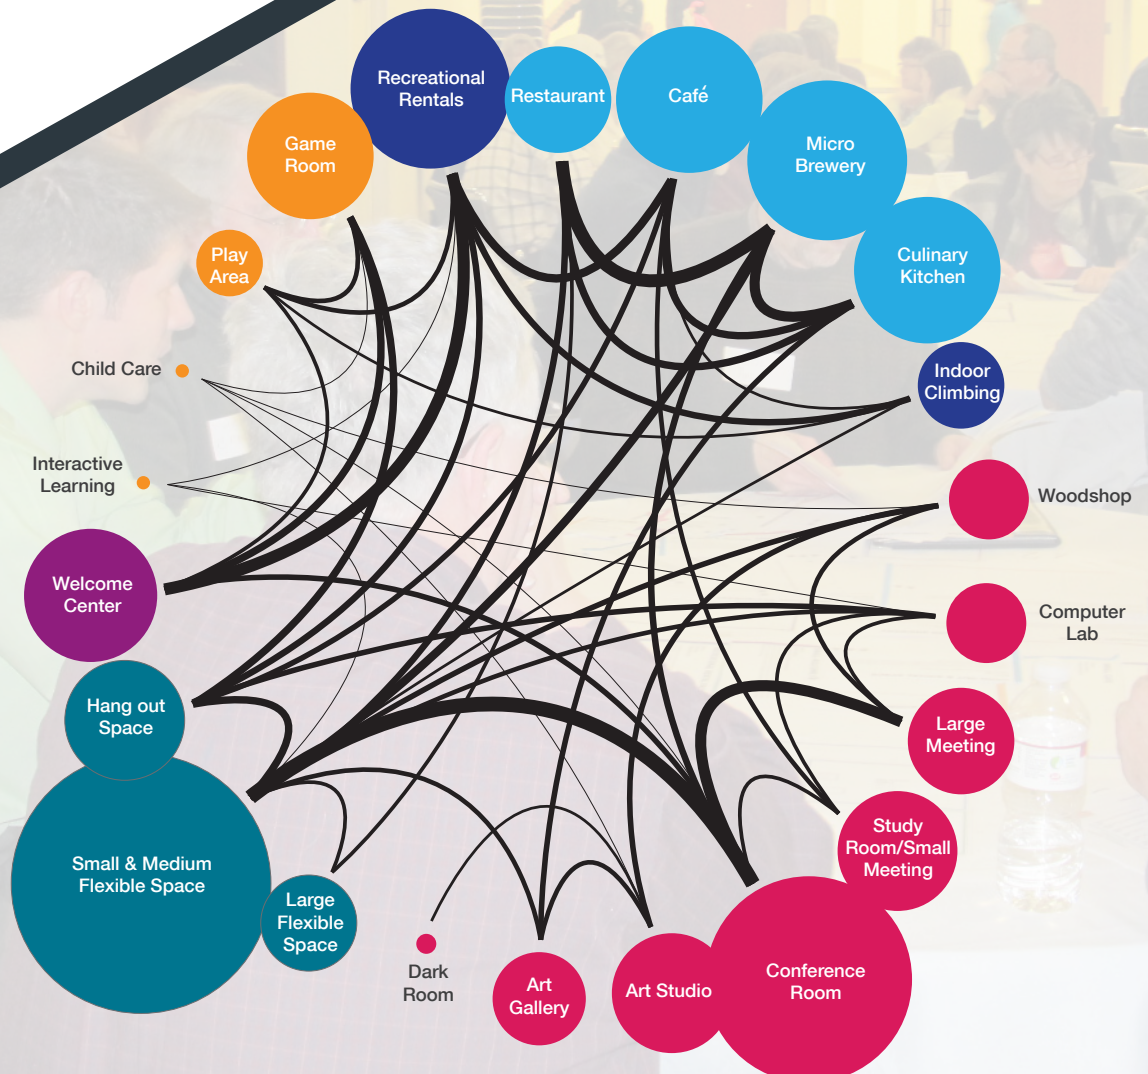 Recreational
Rentals
Restaurant
Café
Micro
Brewery
Culinary
Kitchen
Game
Room
Play
Area
Child Care
Interactive
Learning
Indoor
Climbing
Woodshop
Computer
Lab
Welcome
Center
Hang out
Space
Large
Meeting
Study
Room/Small
Meeting
Small & Medium
Flexible Space
Large
Flexible
Space
Dark
Room
Art
Gallery
Art Studio
Conference
Room